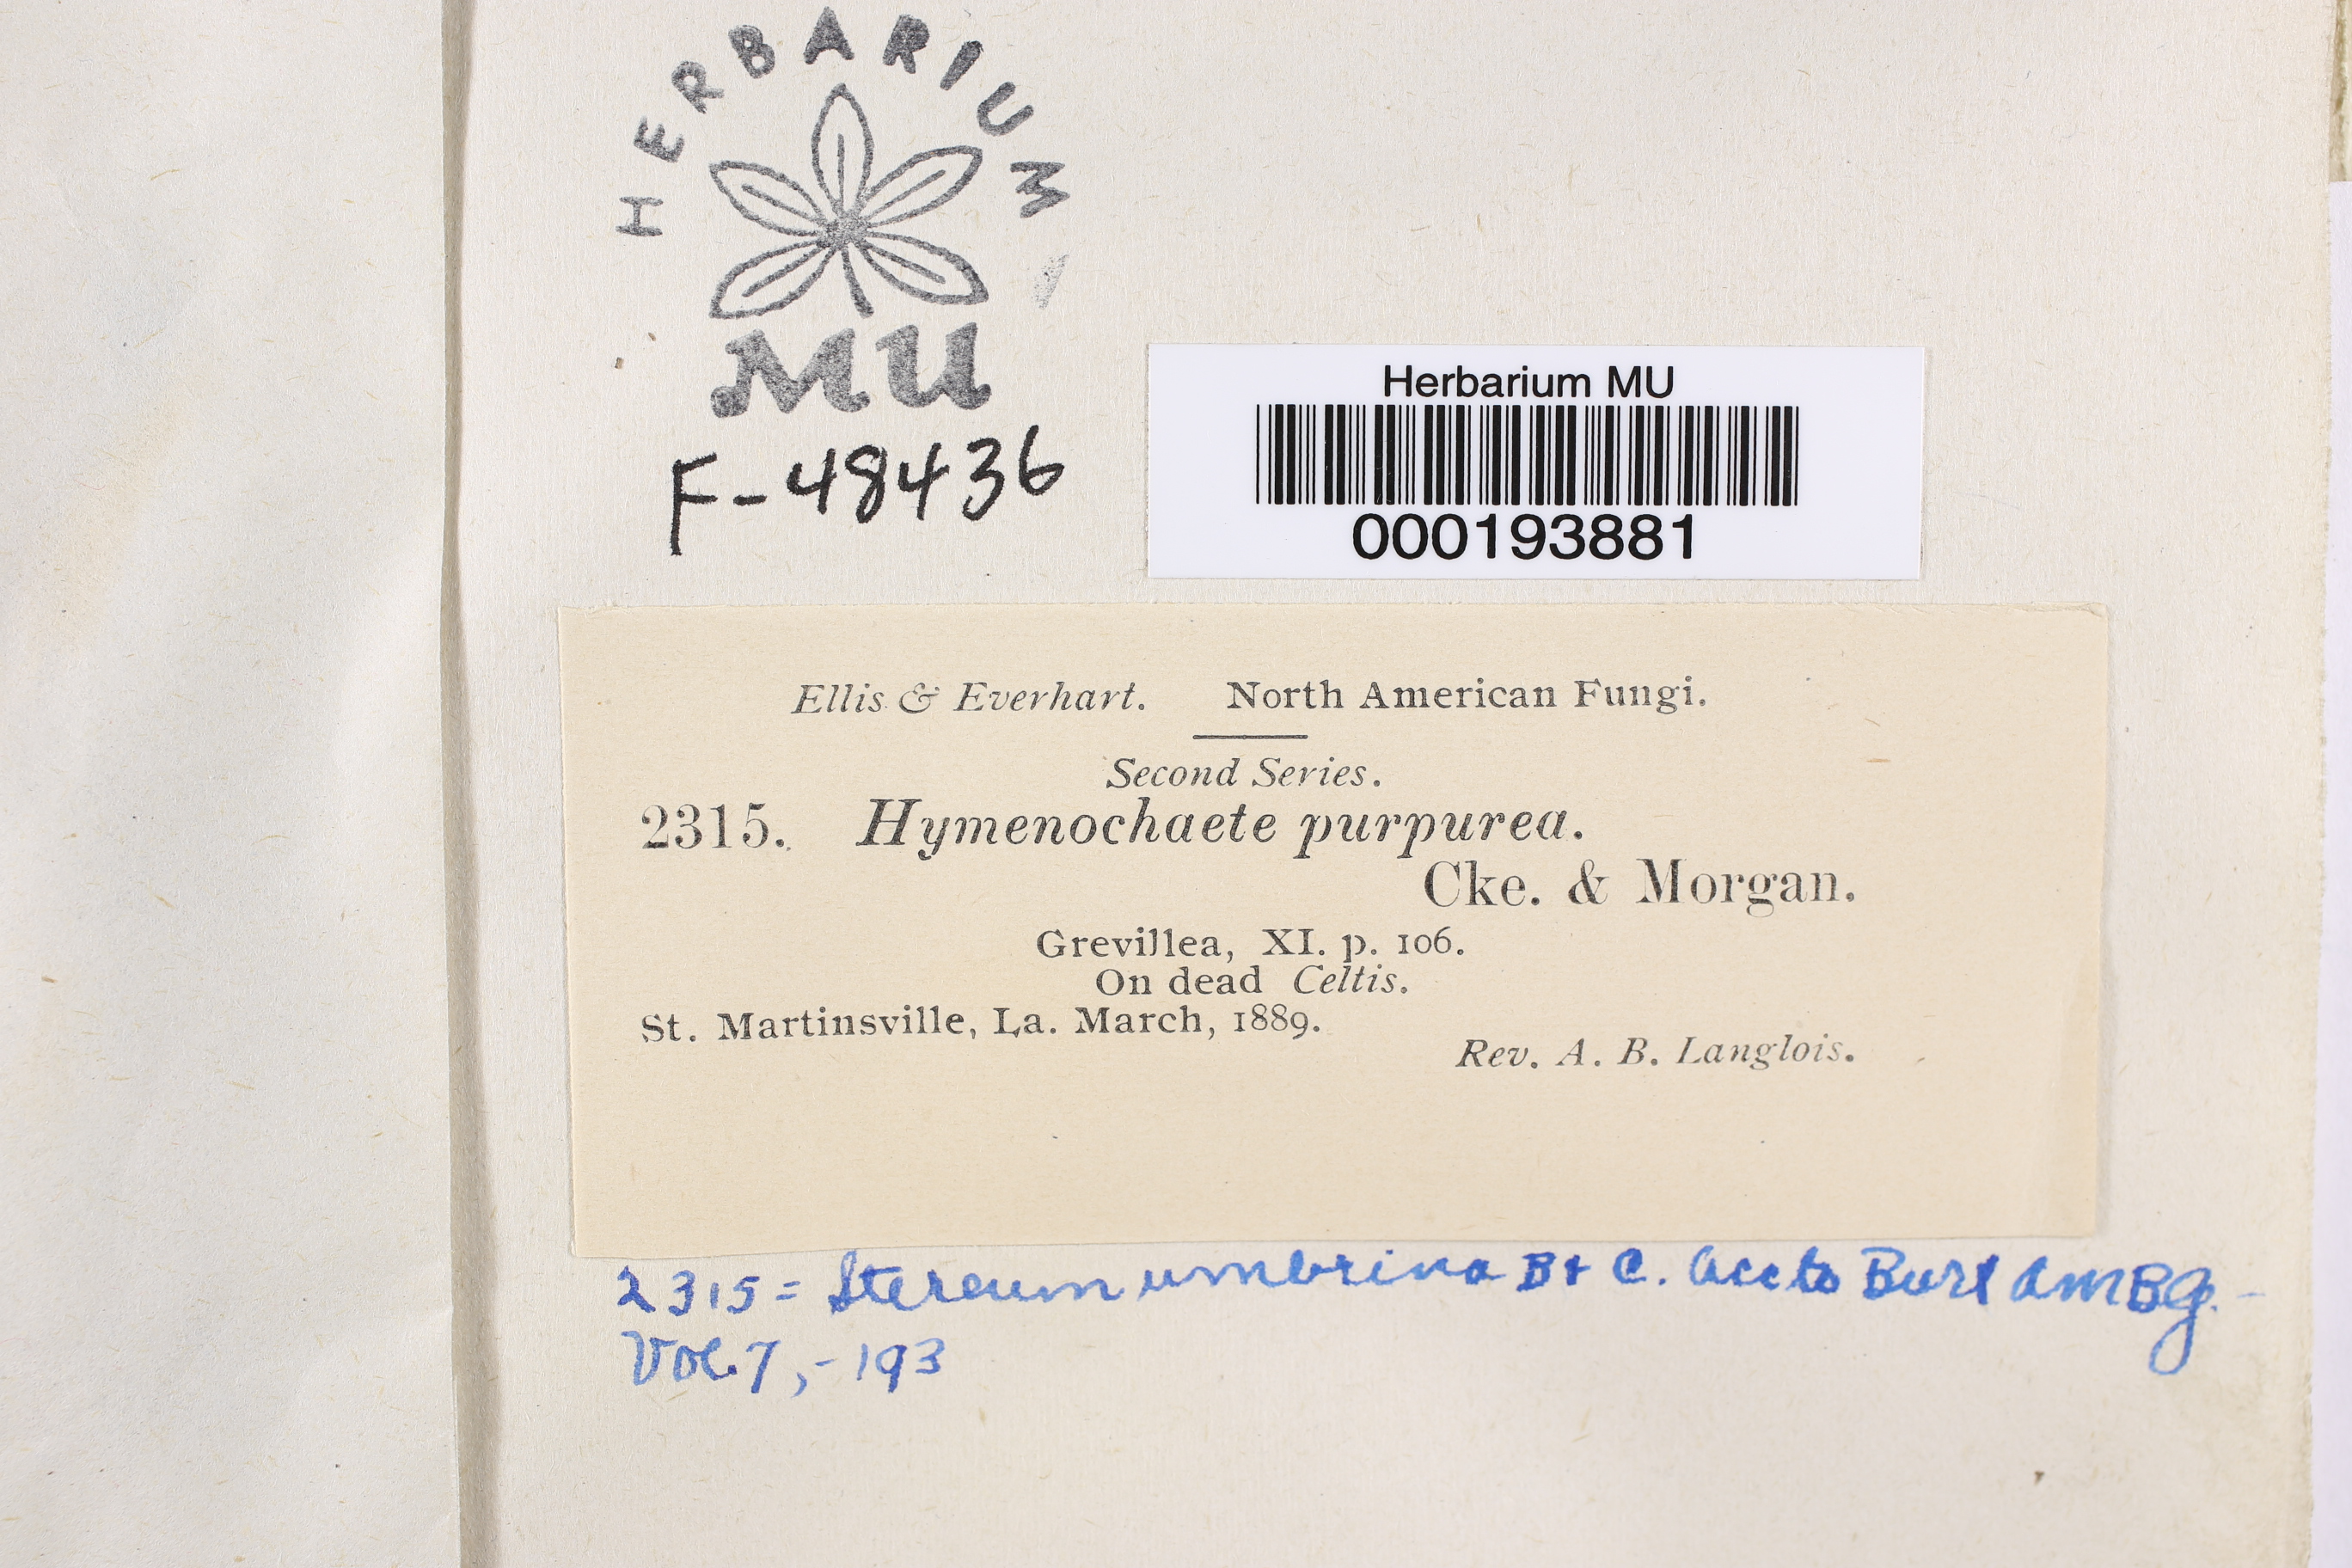 HERBARIUM
MU
F-48436
Herbarium MU
000193881
Ellis & Everhart. North American Fungi.
Second Series.
2315. Hymenochaete purpurea.
Cke. & Morgan.
Grevillea, XI. p. 106.
On dead Celtis.
St. Martinsville, La. March, 1889.
Rev. A. B. Langlois.
2315 = Stereum umbrina B & C. Acc to Burt AMBG. -
Vol. 7, - 193